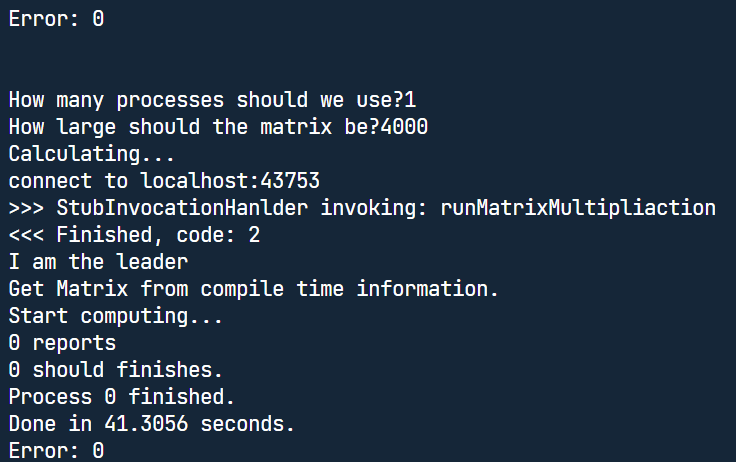 Error: 0
How many processes should we use?1
How large should the matrix be?4000
Calculating...
connect to localhost:43753
>>> StubInvocationHanlder invoking: runMatrixMultipliaction
<<< Finished, code: 2
I am the leader
Get Matrix from compile time information.
Start computing...
0 reports
0 should finishes.
Process 0 finished.
Done in 41.3056 seconds.
Error: 0